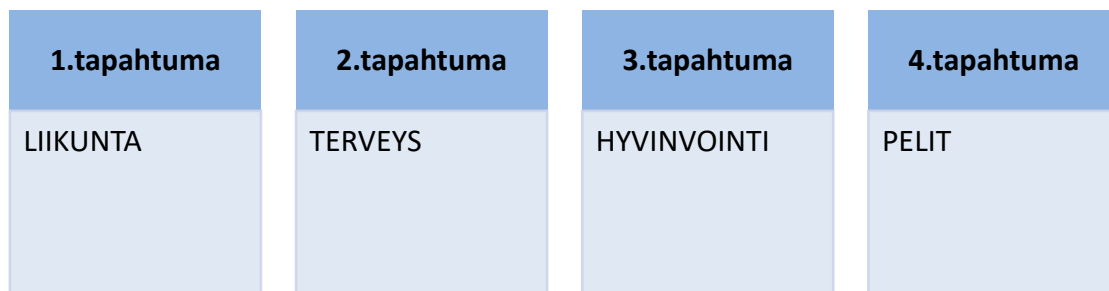 1.tapahtuma
LIIKUNTA
2.tapahtuma
TERVEYS
3.tapahtuma
HYVINVOINTI
4.tapahtuma
PELIT